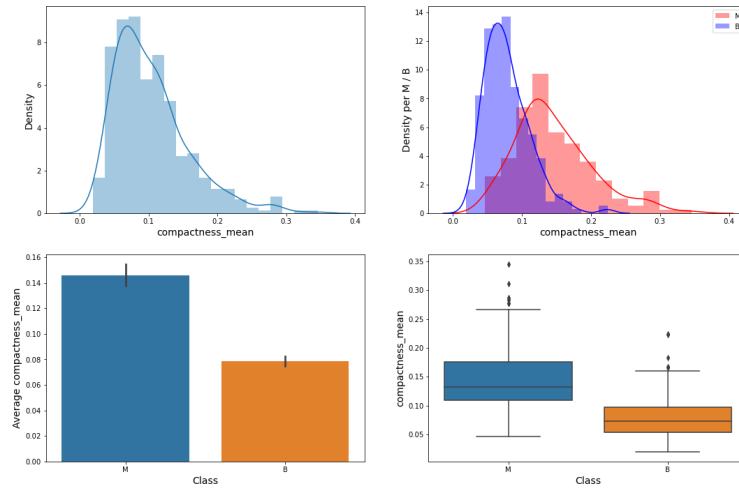 8
6
4
2
0
Density
0.0 0.1 0.2 0.3 0.4
compactness_mean
14
12
10
8
6
4
2
0
Density per M / B
M
B
0.0 0.1 0.2 0.3 0.4
compactness_mean
0.16
0.14
0.12
0.10
0.08
0.06
0.04
0.02
0.00
Average compactness_mean
M B
Class
0.35
0.30
0.25
0.20
0.15
0.10
0.05
compactness_mean
M B
Class